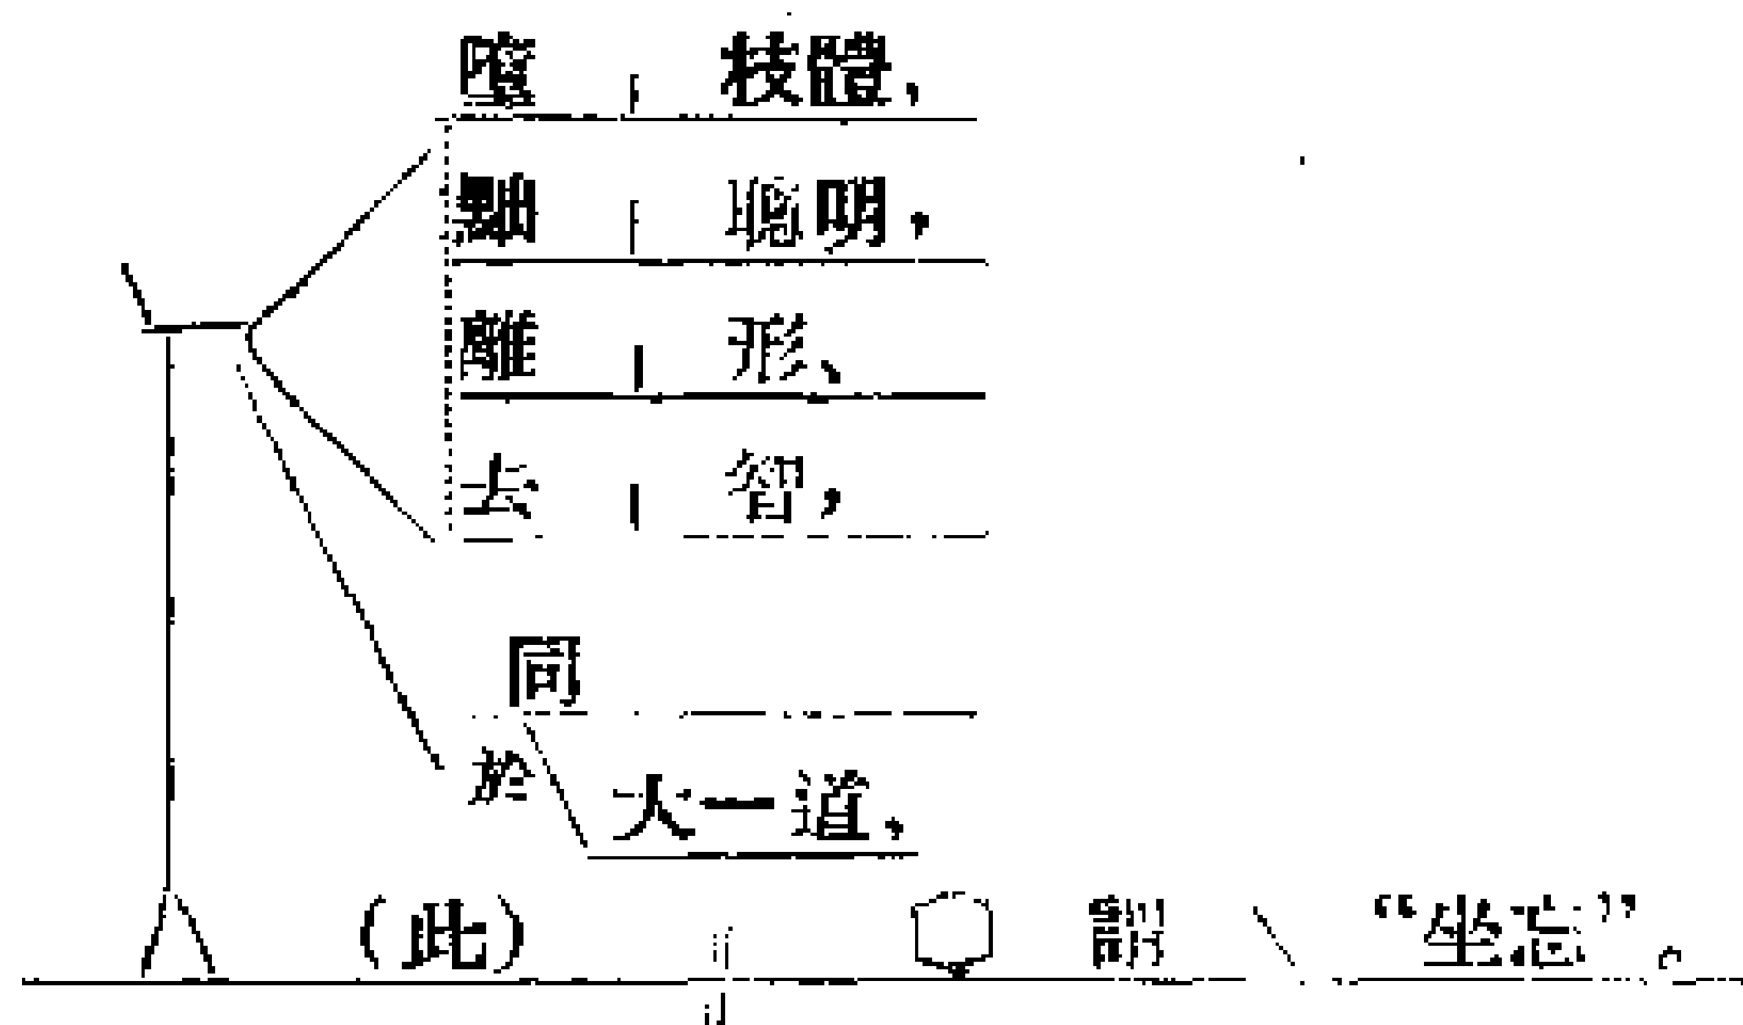 墮 枝體,
黜 聰明,
離 形、
去 智,
同
於 大一道,
(此) 謂 “坐忘”。